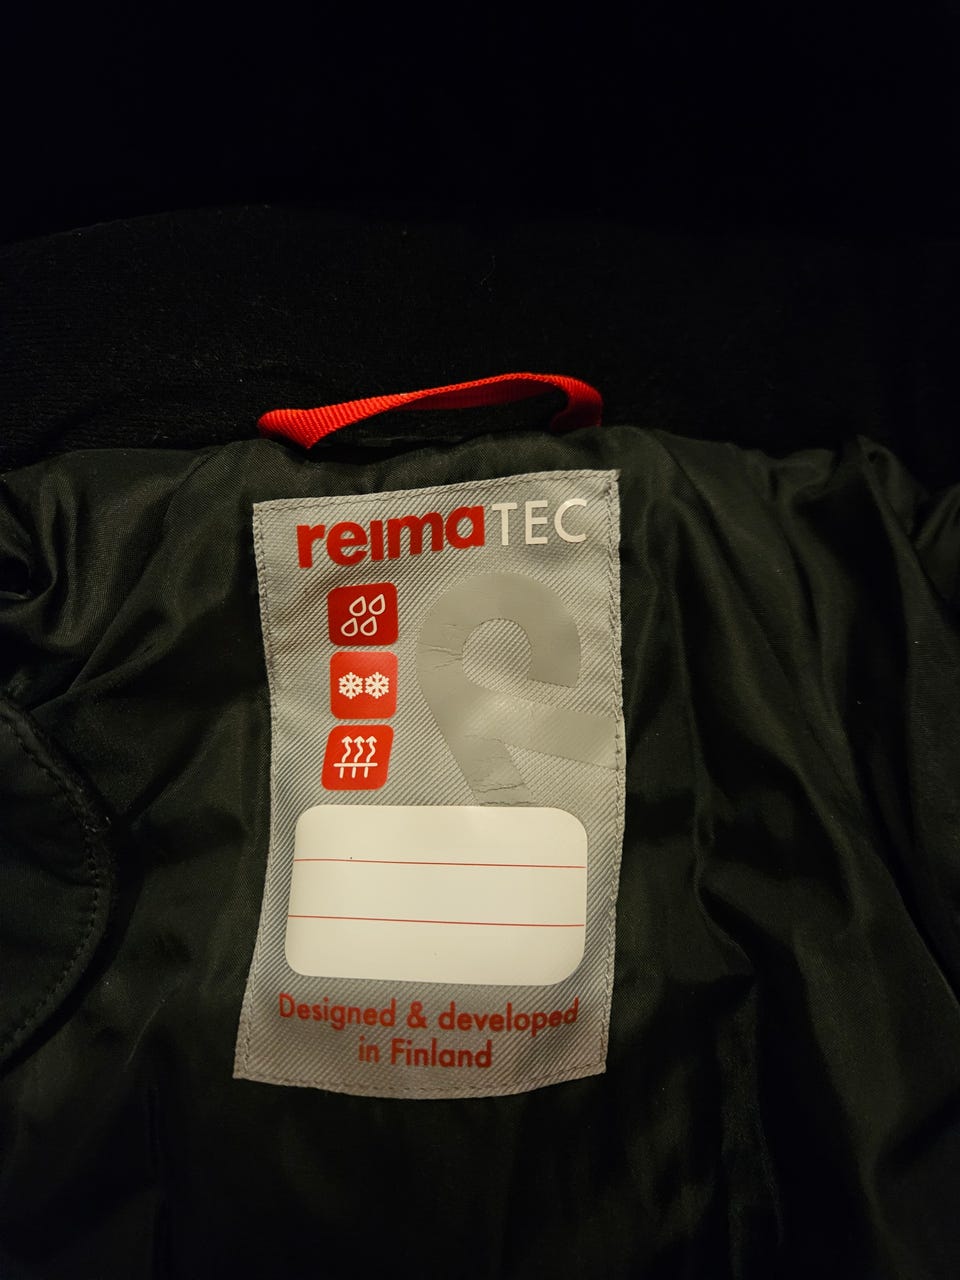 reimaTEC
Designed & developed
in Finland